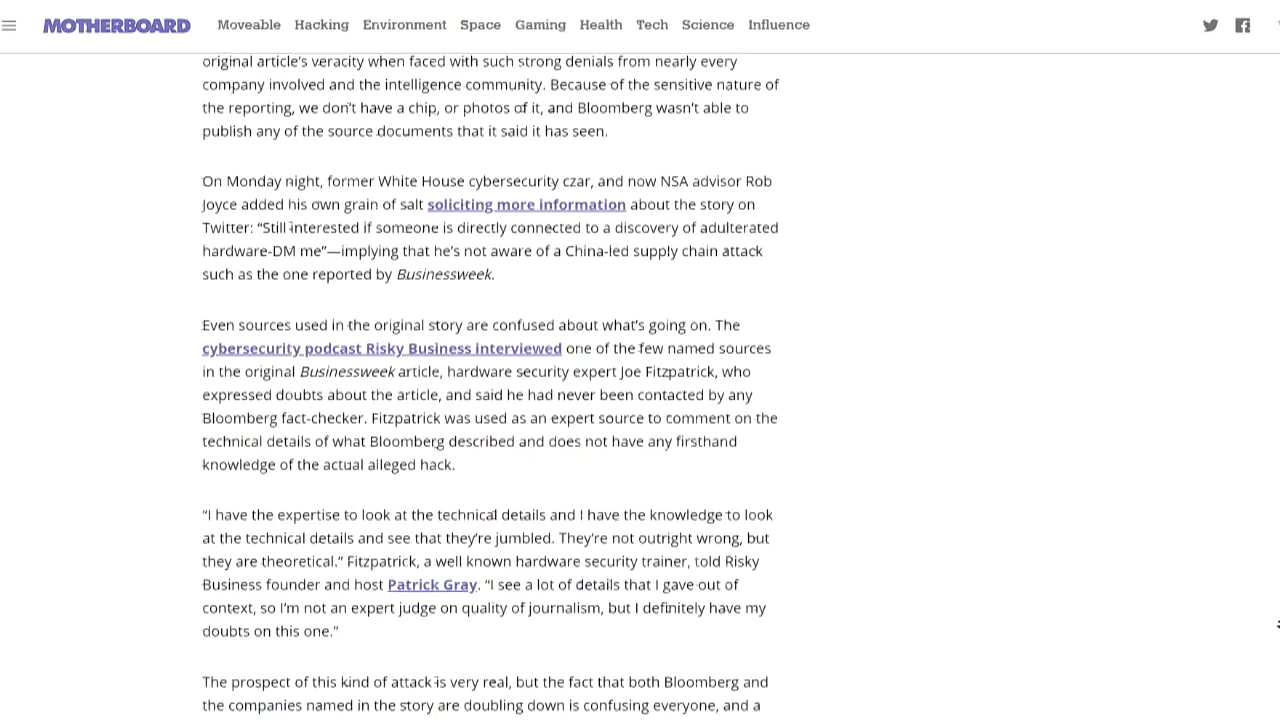 MOTHERBOARD Moveable Hacking Environment Space Gaming Health Tech Science Influence
original article's veracity when faced with such strong denials from nearly every
company involved and the intelligence community. Because of the sensitive nature of
the reporting, we don't have a chip, or photos of it, and Bloomberg wasn't able to
publish any of the source documents that it said it has seen.
On Monday night, former White House cybersecurity czar, and now NSA advisor Rob
Joyce added his own grain of salt soliciting more information about the story on
Twitter: “Still interested if someone is directly connected to a discovery of adulterated
hardware-DM me”—implying that he's not aware of a China-led supply chain attack
such as the one reported by Businessweek.
Even sources used in the original story are confused about what's going on. The
cybersecurity podcast Risky Business interviewed one of the few named sources
in the original Businessweek article, hardware security expert Joe Fitzpatrick, who
expressed doubts about the article, and said he had never been contacted by any
Bloomberg fact-checker. Fitzpatrick was used as an expert source to comment on the
technical details of what Bloomberg described and does not have any firsthand
knowledge of the actual alleged hack.
“I have the expertise to look at the technical details and I have the knowledge to look
at the technical details and see that they're jumbled. They're not outright wrong, but
they are theoretical.” Fitzpatrick, a well known hardware security trainer, told Risky
Business founder and host Patrick Gray. “I see a lot of details that I gave out of
context, so I'm not an expert judge on quality of journalism, but I definitely have my
doubts on this one.”
The prospect of this kind of attack is very real, but the fact that both Bloomberg and
the companies named in the story are doubling down is confusing everyone, and a